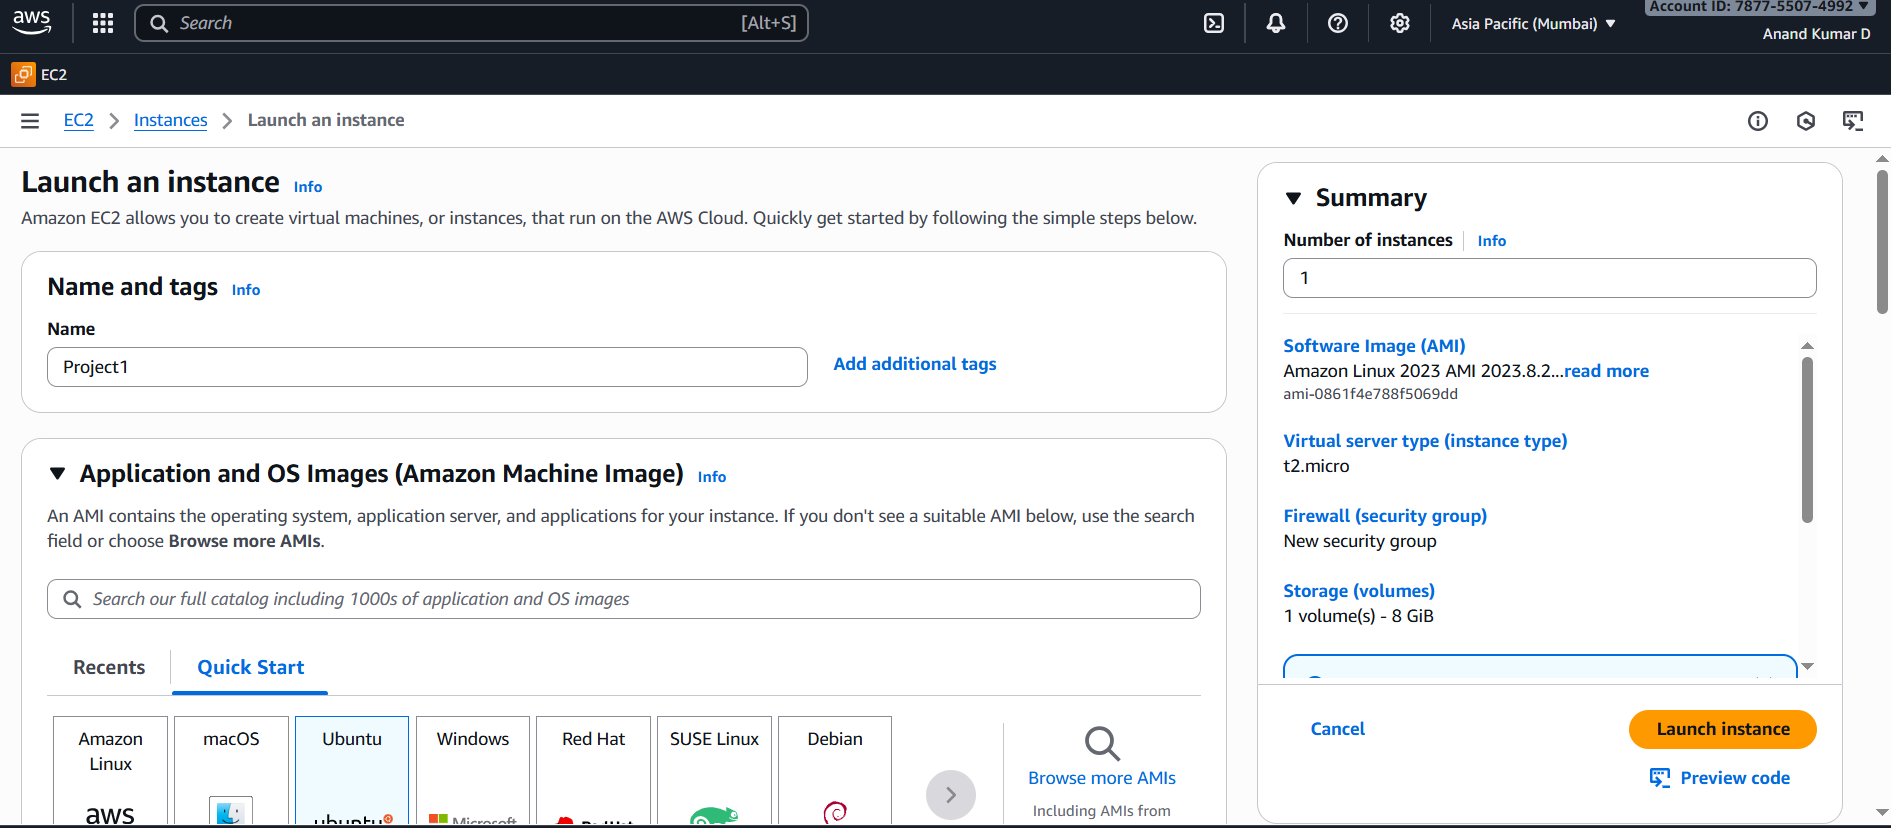 aws
Search
[Alt+S]
Asia Pacific (Mumbai)
Account ID: 7877-5507-4992
Anand Kumar D
EC2
EC2
Instances
Launch an instance
Launch an instance Info
Amazon EC2 allows you to create virtual machines, or instances, that run on the AWS Cloud. Quickly get started by following the simple steps below.
Name and tags Info
Name
Project1
Add additional tags
Application and OS Images (Amazon Machine Image) Info
An AMI contains the operating system, application server, and applications for your instance. If you don't see a suitable AMI below, use the search
field or choose Browse more AMIs.
Search our full catalog including 1000s of application and OS images
Recents
Quick Start
Amazon
Linux
aws
macOS
Ubuntu
ubuntu
Windows
Microsoft
Red Hat
Red Hat
SUSE Linux
Debian
Browse more AMIs
Including AMIs from
Summary
Number of instances Info
1
Software Image (AMI)
Amazon Linux 2023 AMI 2023.8.2...read more
ami-0861f4e788f5069dd
Virtual server type (instance type)
t2.micro
Firewall (security group)
New security group
Storage (volumes)
1 volume(s) - 8 GiB
Cancel
Launch instance
Preview code